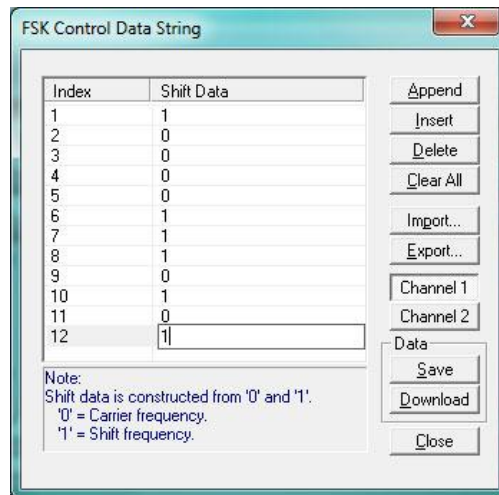 FSK Control Data String
Index Shift Data
1 1
2 0
3 0
4 0
5 0
6 1
7 1
8 1
9 0
10 1
11 0
12 1
Note:
Shift data is constructed from '0' and '1'.
'0' = Carrier frequency.
'1' = Shift frequency.
Append
Insert
Delete
Clear All
Import...
Export...
Channel 1
Channel 2
Data
Save
Download
Close